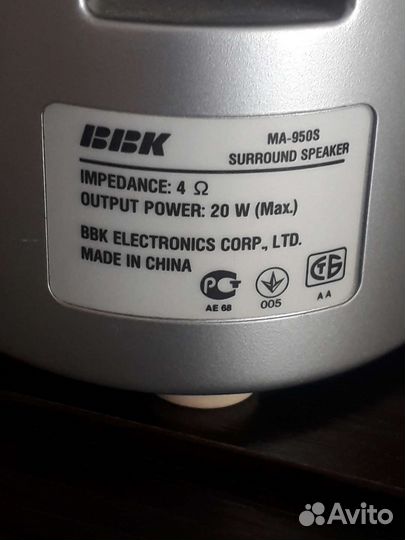 BBK
MA-950S
SURROUND SPEAKER
IMPEDANCE: 4 Ω
OUTPUT POWER: 20 W (Max.)
BBK ELECTRONICS CORP., LTD.
MADE IN CHINA
АЕ 68
005
А А
Avito